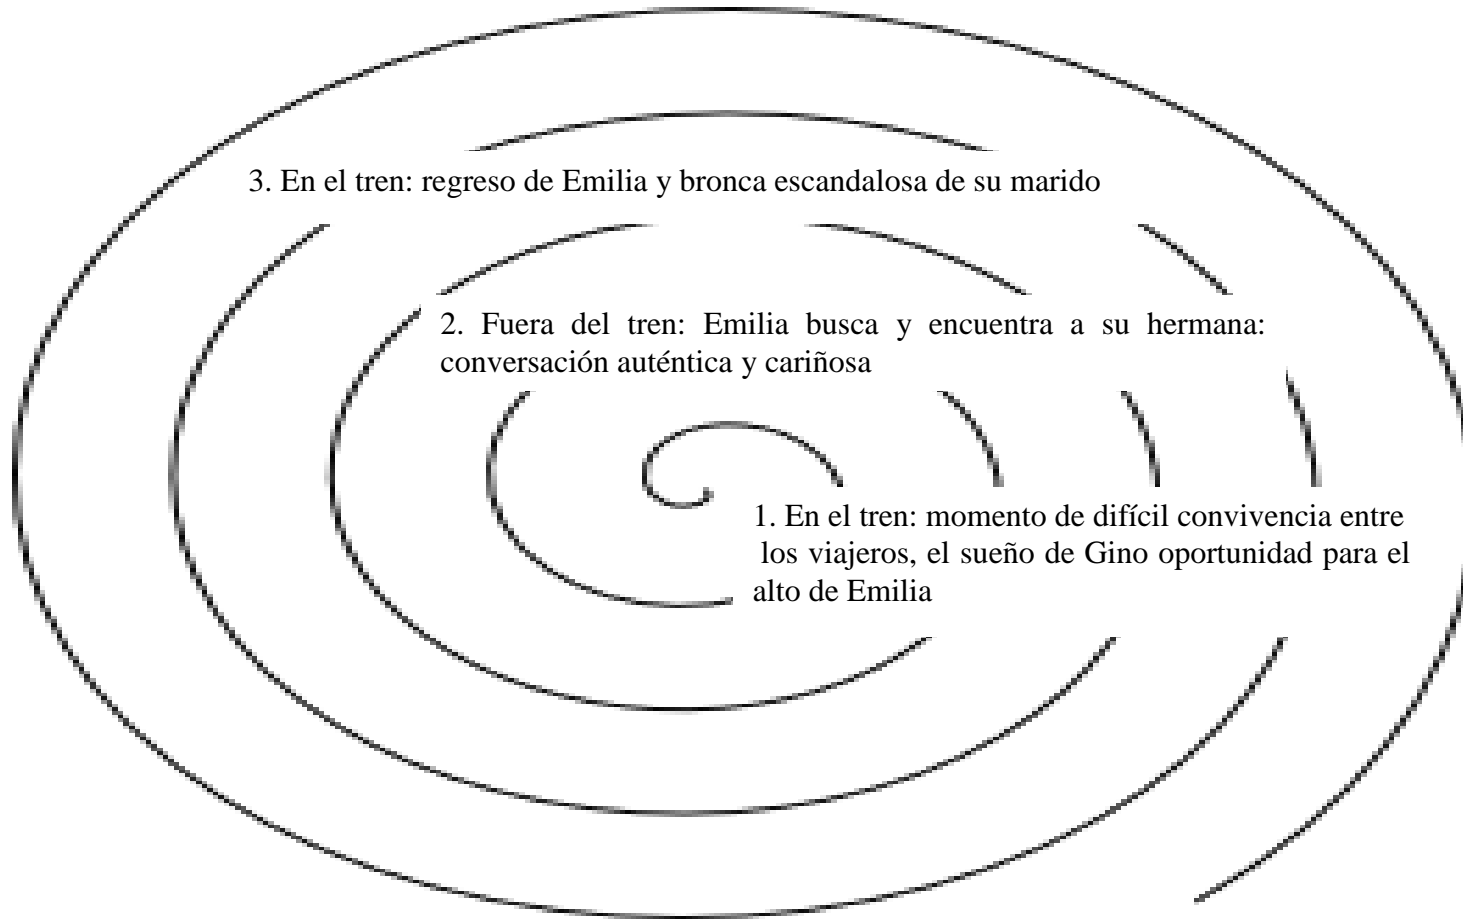 3. En el tren: regreso de Emilia y bronca escandalosa de su marido
2. Fuera del tren: Emilia busca y encuentra a su hermana:
conversación auténtica y cariñosa
1. En el tren: momento de difícil convivencia entre
los viajeros, el sueño de Gino oportunidad para el
alto de Emilia